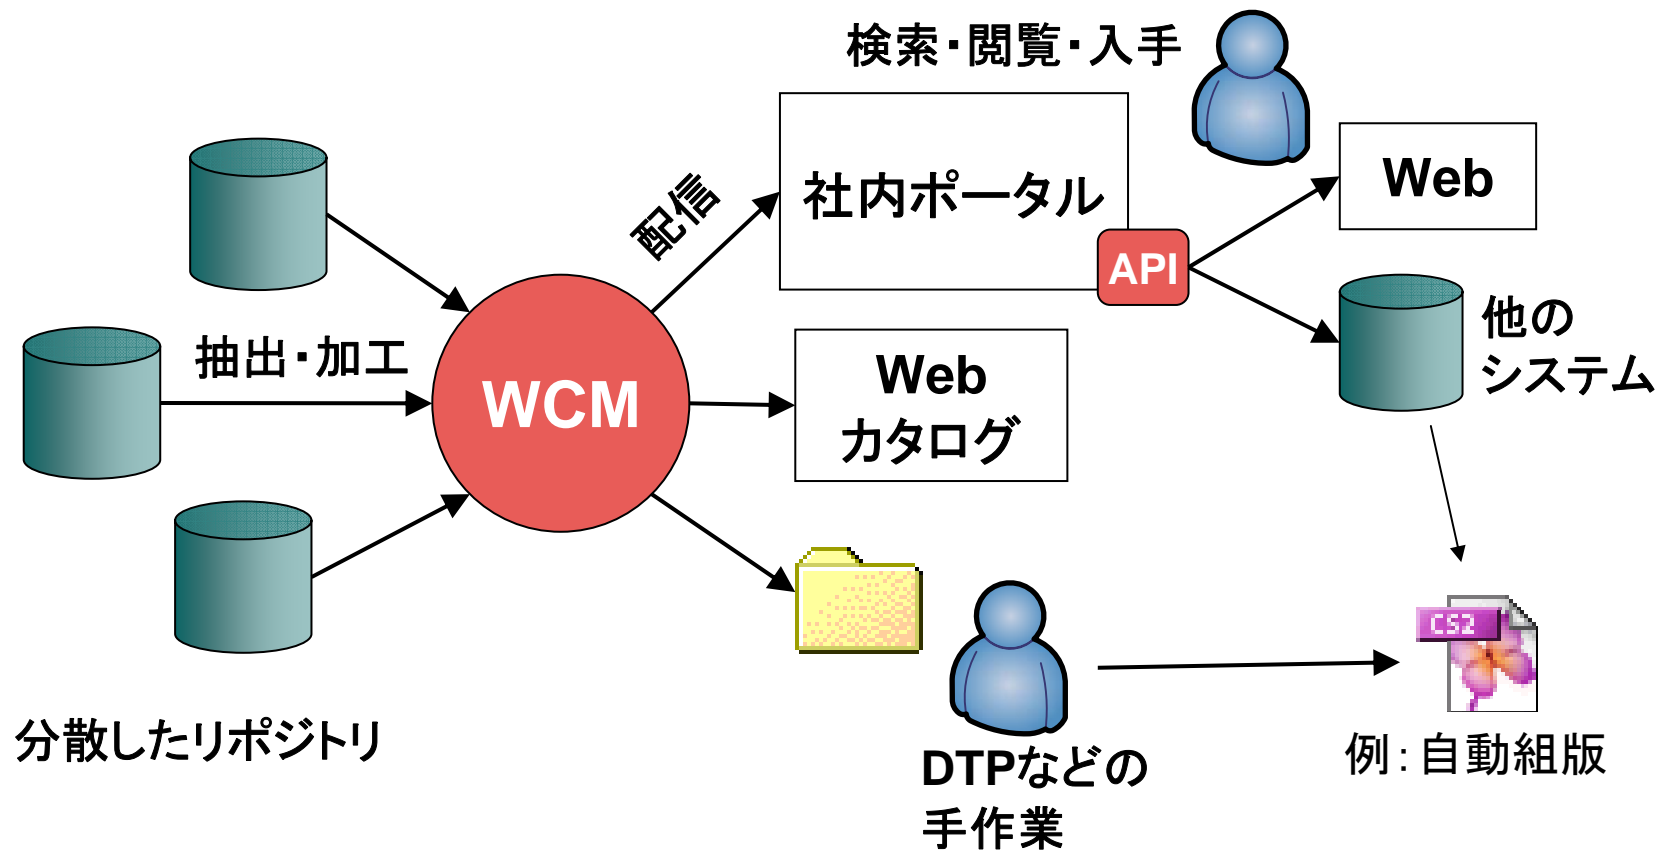 検索・閲覧・入手
社内ポータル
配信
API
Web
他の
システム
抽出・加工
WCM
Web
カタログ
CS2
分散したリポジトリ
DTPなどの
手作業
例：自動組版